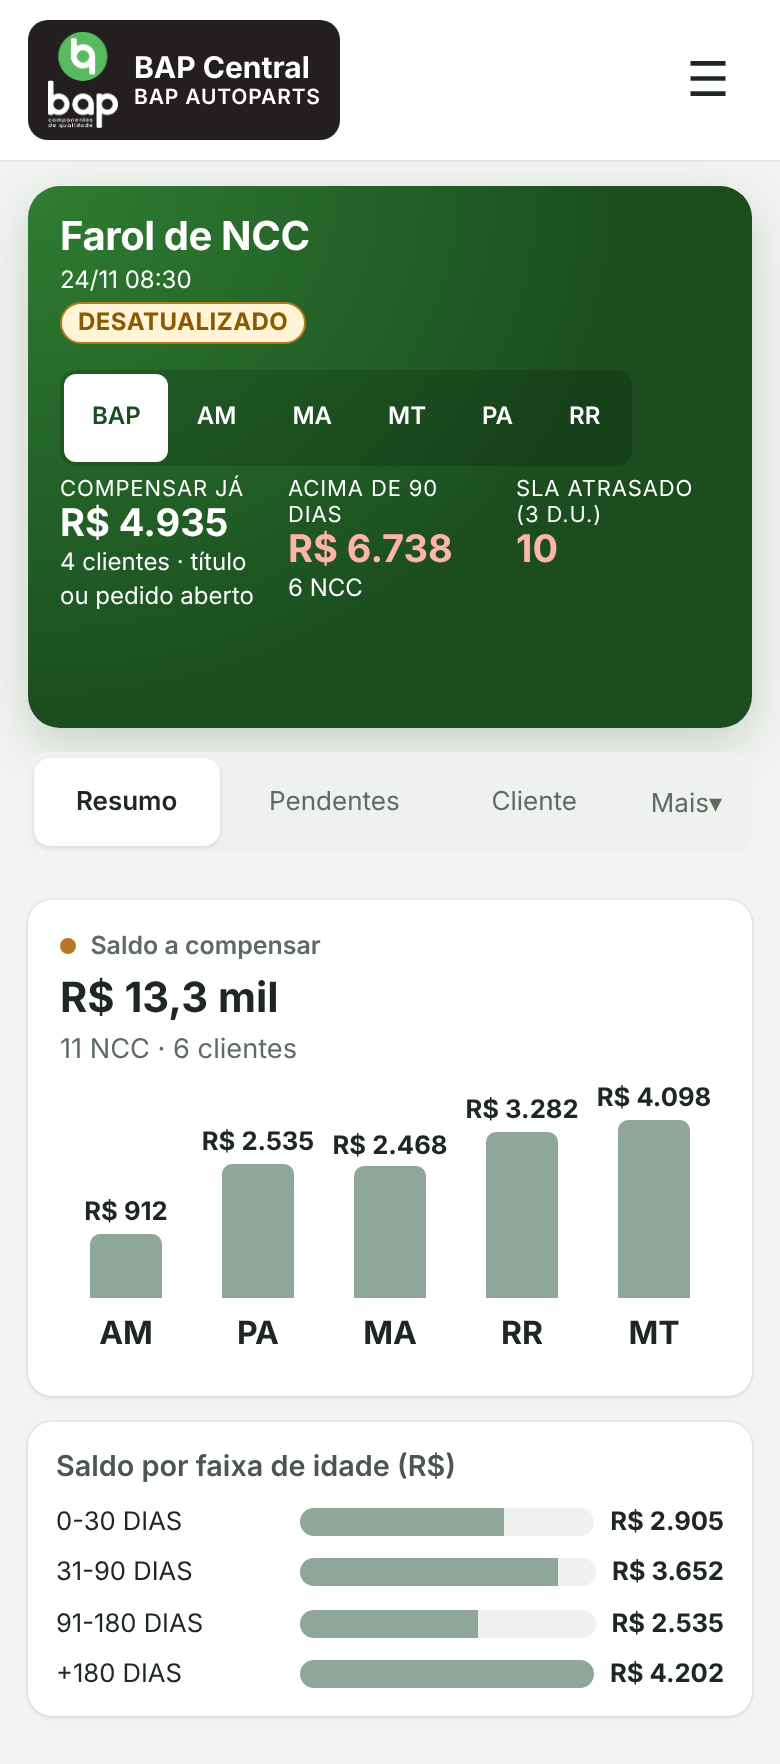 bap
componentes
de qualidade
BAP Central
BAP AUTOPARTS
Farol de NCC
24/11 08:30
DESATUALIZADO
BAP AM MA MT PA RR
COMPENSAR JÁ
R$ 4.935
4 clientes · título
ou pedido aberto
ACIMA DE 90
DIAS
R$ 6.738
6 NCC
SLA ATRASADO
(3 D.U.)
10
Resumo Pendentes Cliente Mais▾
Saldo a compensar
R$ 13,3 mil
11 NCC · 6 clientes
R$ 912 R$ 2.535 R$ 2.468 R$ 3.282 R$ 4.098
AM PA MA RR MT
Saldo por faixa de idade (R$)
0-30 DIAS R$ 2.905
31-90 DIAS R$ 3.652
91-180 DIAS R$ 2.535
+180 DIAS R$ 4.202